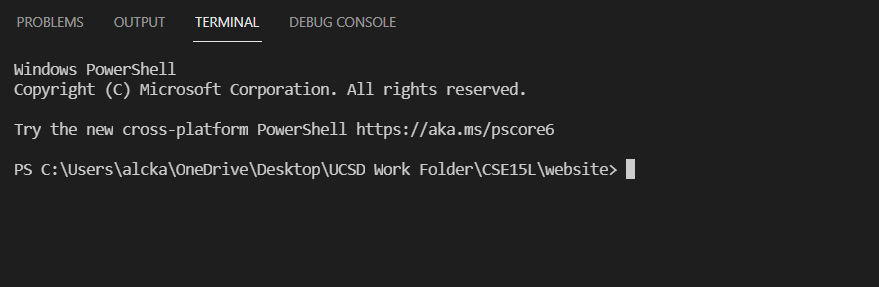 PROBLEMS OUTPUT TERMINAL DEBUG CONSOLE
Windows PowerShell
Copyright (C) Microsoft Corporation. All rights reserved.
Try the new cross-platform PowerShell https://aka.ms/pscore6
PS C:\Users\alcka\OneDrive\Desktop\UCSD Work Folder\CSE15L\website>